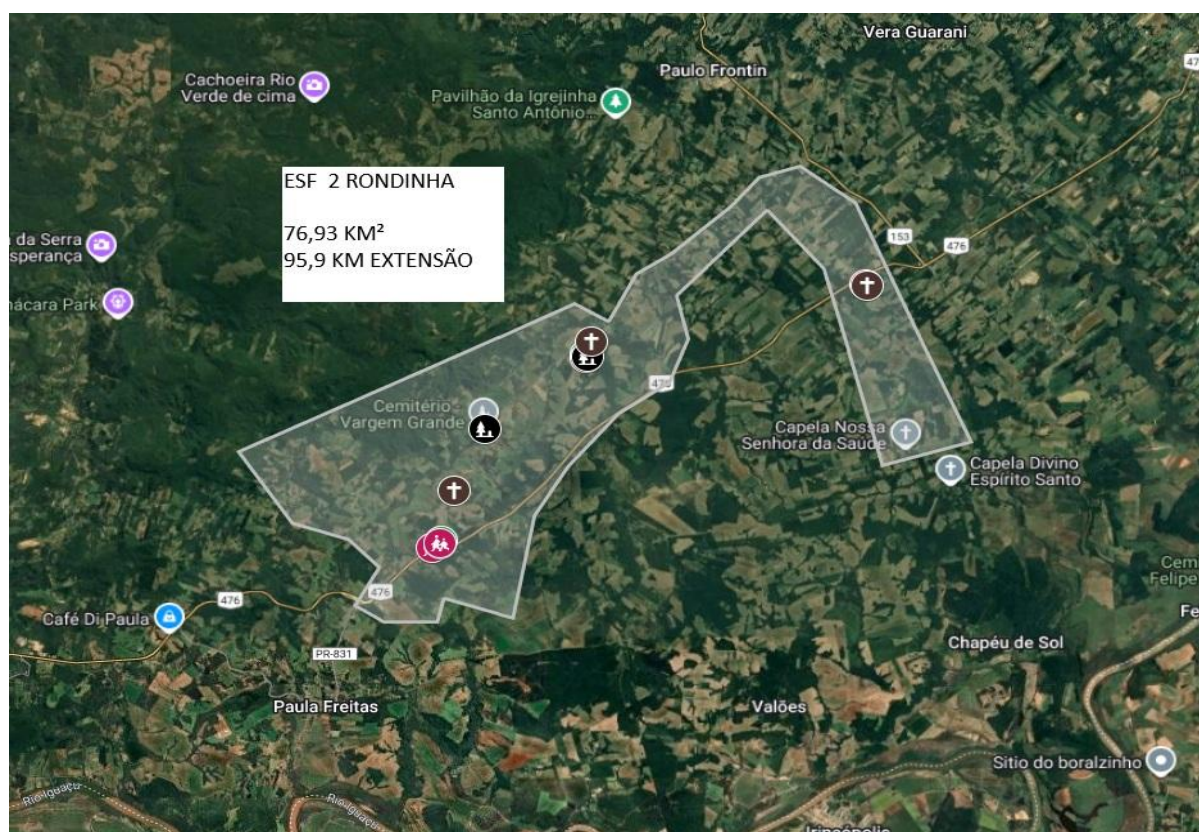 Vera Guarani
47
Paulo Frontin
Cachoeira Rio
Verde de cima
Pavilhão da Igrejinha
Santo Antônio..
ESF 2 RONDINHA
76,93 KM²
95,9 KM EXTENSÃO
a da Serra
sperança
153
476
hácara Park
476
Cemitério
Vargem Grande
Capela Nossa
Senhora da Saúde
Capela Divino
Espírito Santo
Cem
Felipe
476
476
Café Di Paula
Fe
PR-831
Chapéu de Sol
Paula Freitas
Valões
Sitio do boralzinho
Rio Iguaçu
Rio Iguaçu
Irineópolis